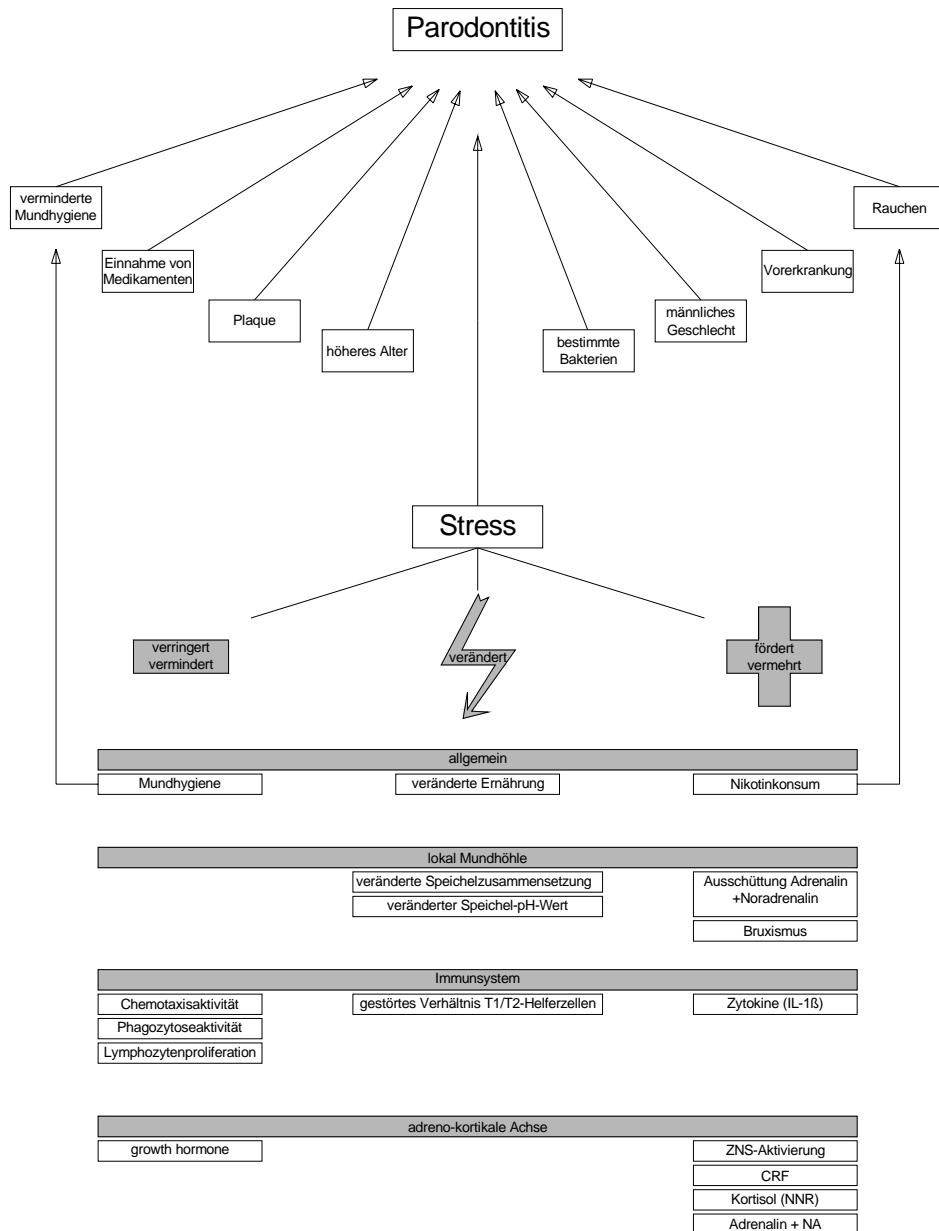 Parodontitis
verminderte
Mundhygiene
Rauchen
Einnahme von
Medikamenten
Vorerkrankung
Plaque
männliches
Geschlecht
höheres Alter
bestimmte
Bakterien
Stress
verringert
vermindert
verändert
fördert
vermehrt
allgemein
Mundhygiene
veränderte Ernährung
Nikotinkonsum
lokal Mundhöhle
veränderte Speichelzusammensetzung
veränderter Speichel-pH-Wert
Ausschüttung Adrenalin
+Noradrenalin
Bruxismus
Immunsystem
Chemotaxisaktivität
gestörtes Verhältnis T1/T2-Helferzellen
Zytokine (IL-1ß)
Phagozytoseaktivität
Lymphozytenproliferation
adreno-kortikale Achse
growth hormone
ZNS-Aktivierung
CRF
Kortisol (NNR)
Adrenalin + NA